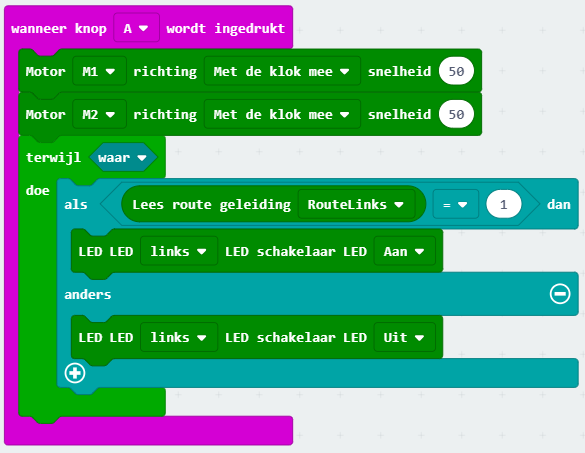 wanneer knop A wordt ingedrukt
Motor M1 richting Met de klok mee snelheid 50
Motor M2 richting Met de klok mee snelheid 50
terwijl waar
doe
als Lees route geleiding RouteLinks = 1 dan
LED LED links LED schakelaar LED Aan
anders
LED LED links LED schakelaar LED Uit